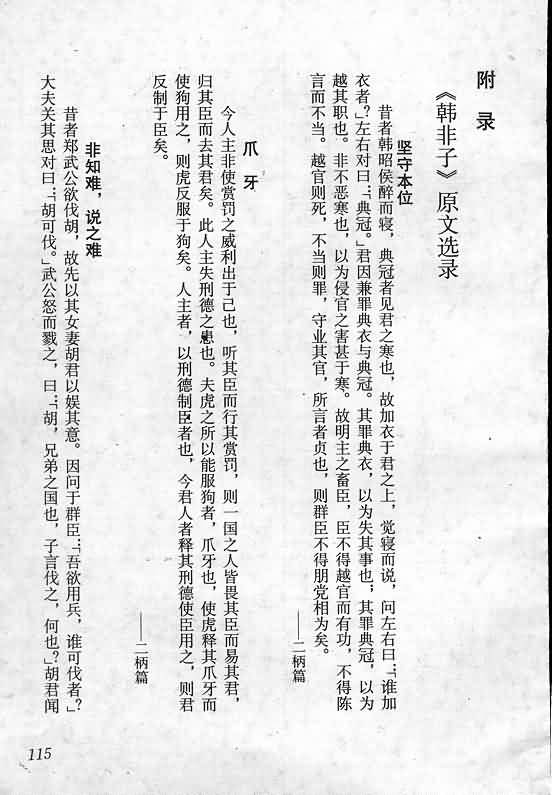 附录
《韩非子》原文选录
坚守本位
昔者韩昭侯醉而寝，典冠者见君之寒也，故加衣于君之上，觉寝而说，问左右曰：「谁加
衣者？」左右对曰：「典冠。」君因兼罪典衣与典冠。其罪典衣，以为失其事也；其罪典冠，以为
越其职也。非不恶寒也，以为侵官之害甚于寒。故明主之畜臣，臣不得越官而有功，不得陈
言而不当。越官则死，不当则罪，守业其官，所言者贞也，则群臣不得朋党相为矣。
——二柄篇
爪牙
今人主非使赏罚之威利出于己也，听其臣而行其赏罚，则一国之人皆畏其臣而易其君，
归其臣而去其君矣。此人主失刑德之患也。夫虎之所以能服狗者，爪牙也，使虎释其爪牙而
使狗用之，则虎反服于狗矣。人主者，以刑德制臣者也，今君人者释其刑德使臣用之，则君
反制于臣矣。
——二柄篇
非知难，说之难
昔者郑武公欲伐胡，故先以其女妻胡君以娱其意。因问于群臣：「吾欲用兵，谁可伐者？」
大夫关其思对曰：「胡可伐。」武公怒而戮之，曰：「胡，兄弟之国也，子言伐之，何也？」胡君闻
115